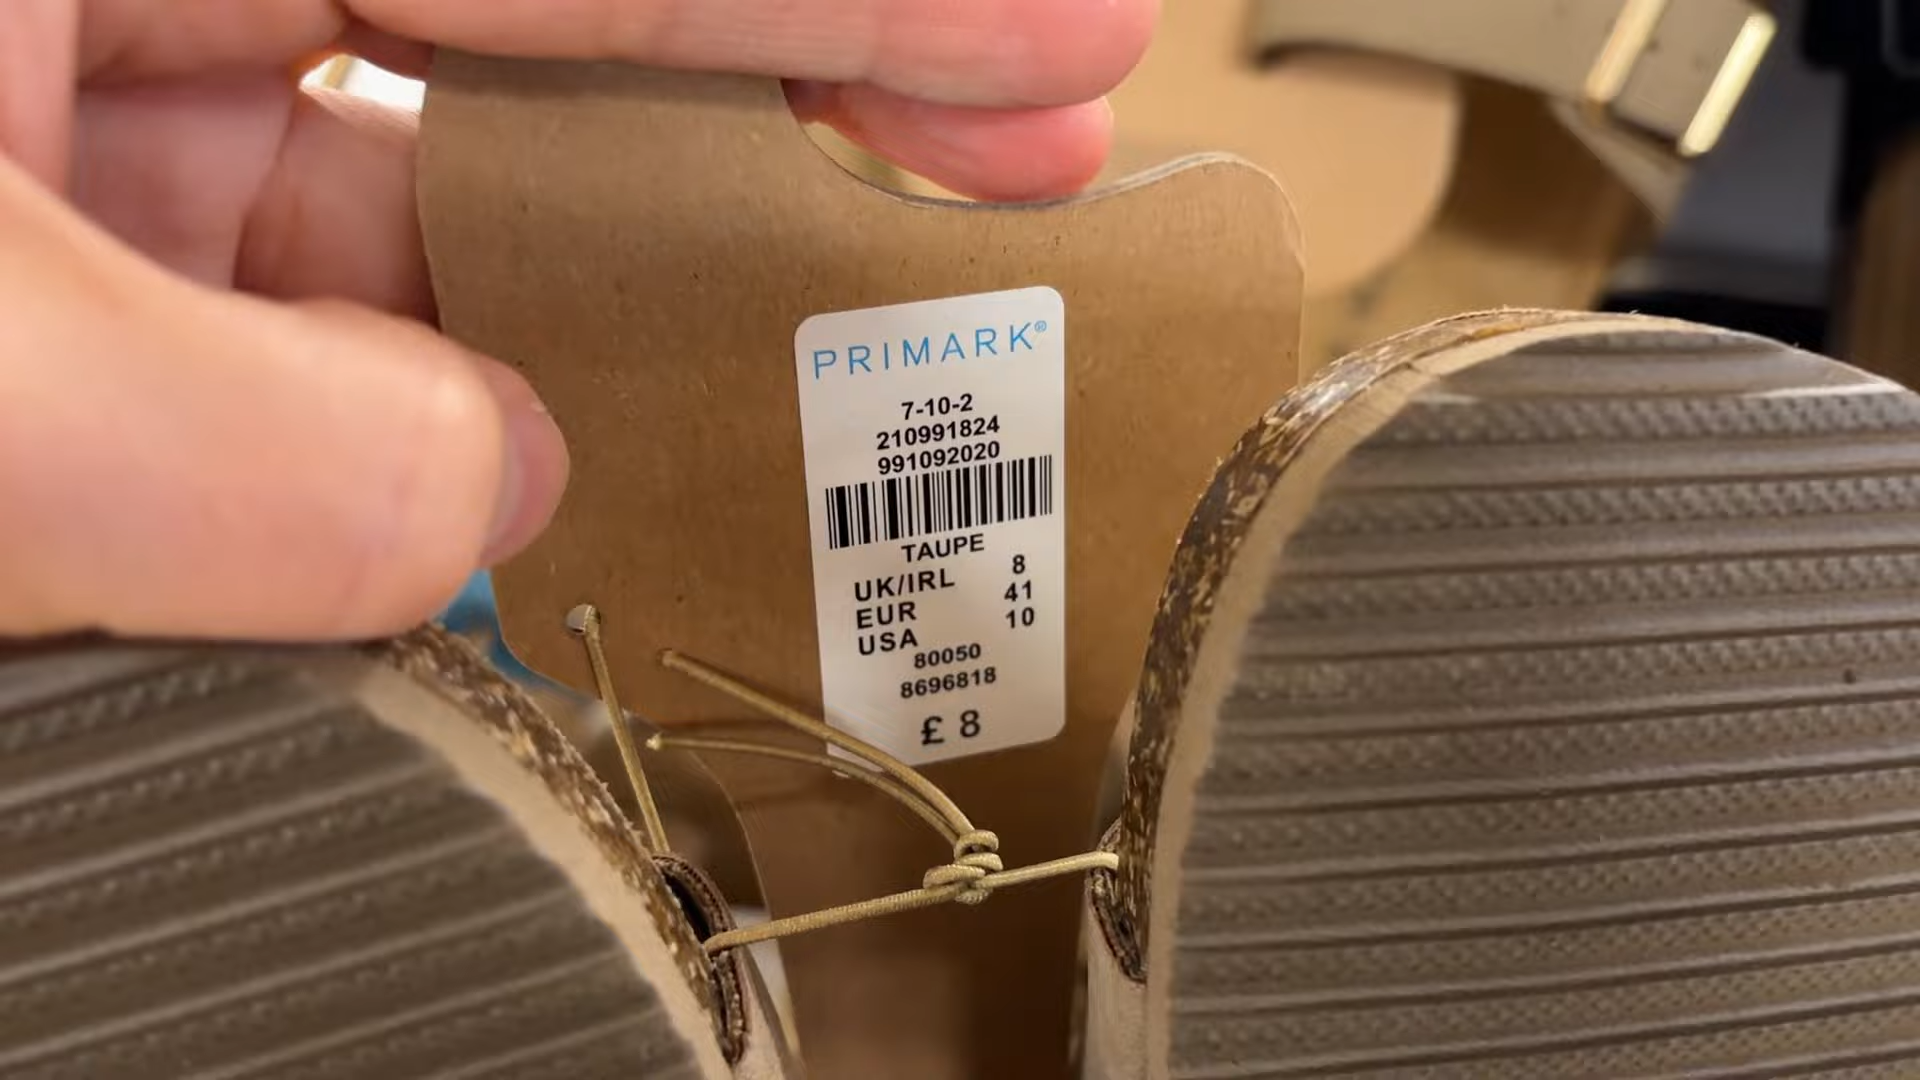 PRIMARK®
7-10-2
210991824
991092020
TAUPE
UK/IRL 8
EUR 41
USA 10
80050
8696818
£ 8